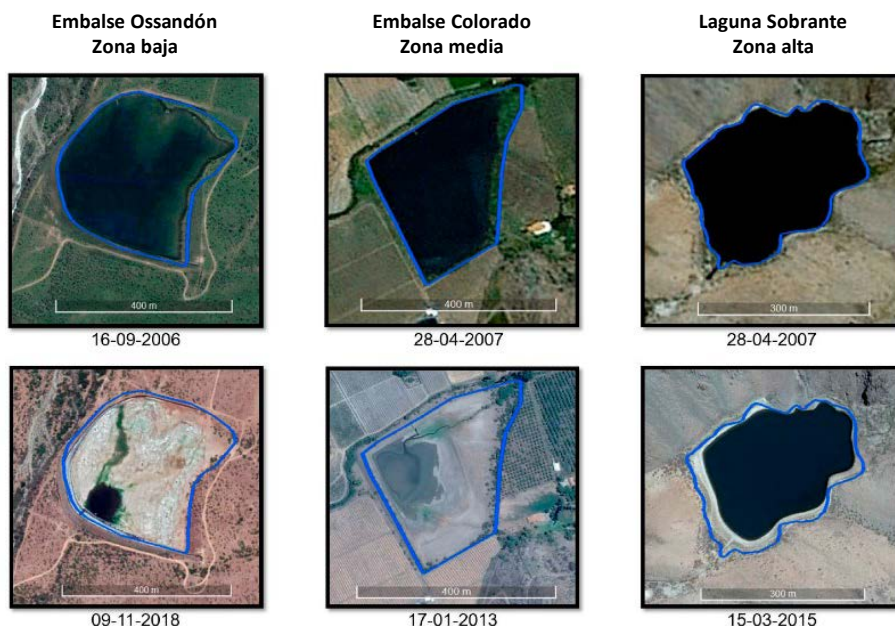 Embalse Ossandón
Zona baja
Embalse Colorado
Zona media
Laguna Sobrante
Zona alta
400 m
400 m
300 m
16-09-2006
28-04-2007
28-04-2007
400 m
400 m
300 m
09-11-2018
17-01-2013
15-03-2015